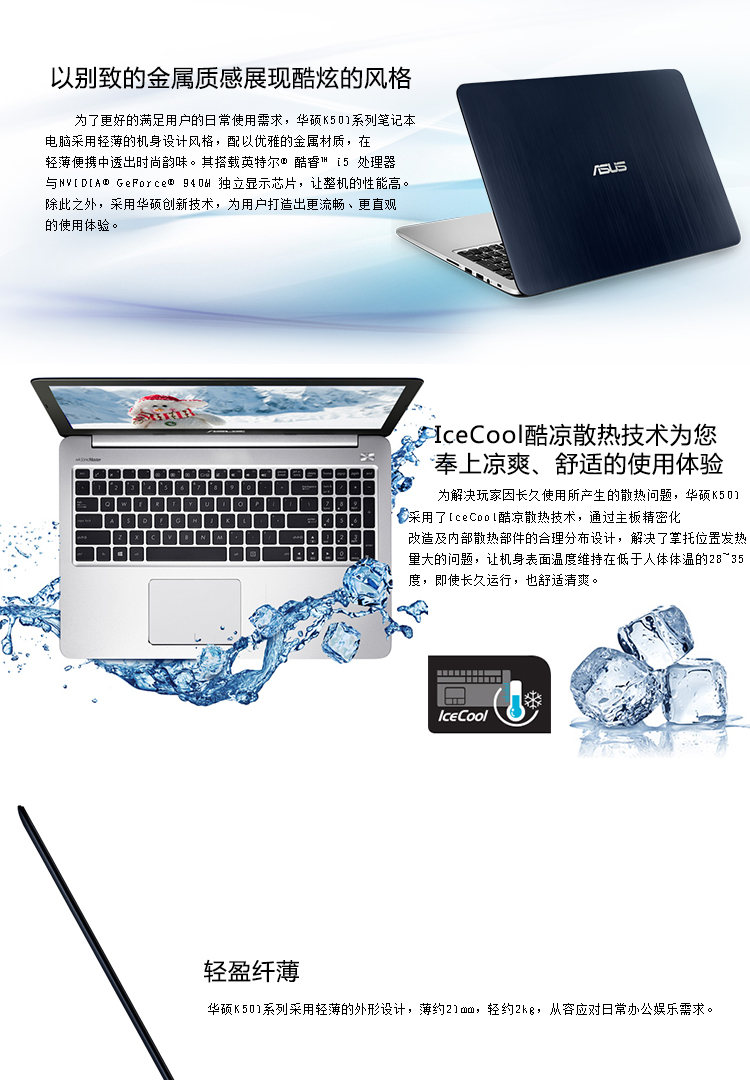 以别致的金属质感展现酷炫的风格
为了更好的满足用户的日常使用需求，华硕K501系列笔记本
电脑采用轻薄的机身设计风格，配以优雅的金属材质，在
轻薄便携中透出时尚韵味。其搭载英特尔® 酷睿™ i5 处理器
与NVIDIA® GeForce® 940M 独立显示芯片，让整机的性能高。
除此之外，采用华硕创新技术，为用户打造出更流畅、更直观
的使用体验。
ASUS
IceCool酷凉散热技术为您
奉上凉爽、舒适的使用体验
为解决玩家因长久使用所产生的散热问题，华硕K501
采用了IceCool酷凉散热技术，通过主板精密化
改造及内部散热部件的合理分布设计，解决了掌托位置发热
量大的问题，让机身表面温度维持在低于人体体温的28~35
度，即使长久运行，也舒适清爽。
ASUS
IceCool
轻盈纤薄
华硕K501系列采用轻薄的外形设计，薄约21mm，轻约2kg，从容应对日常办公娱乐需求。